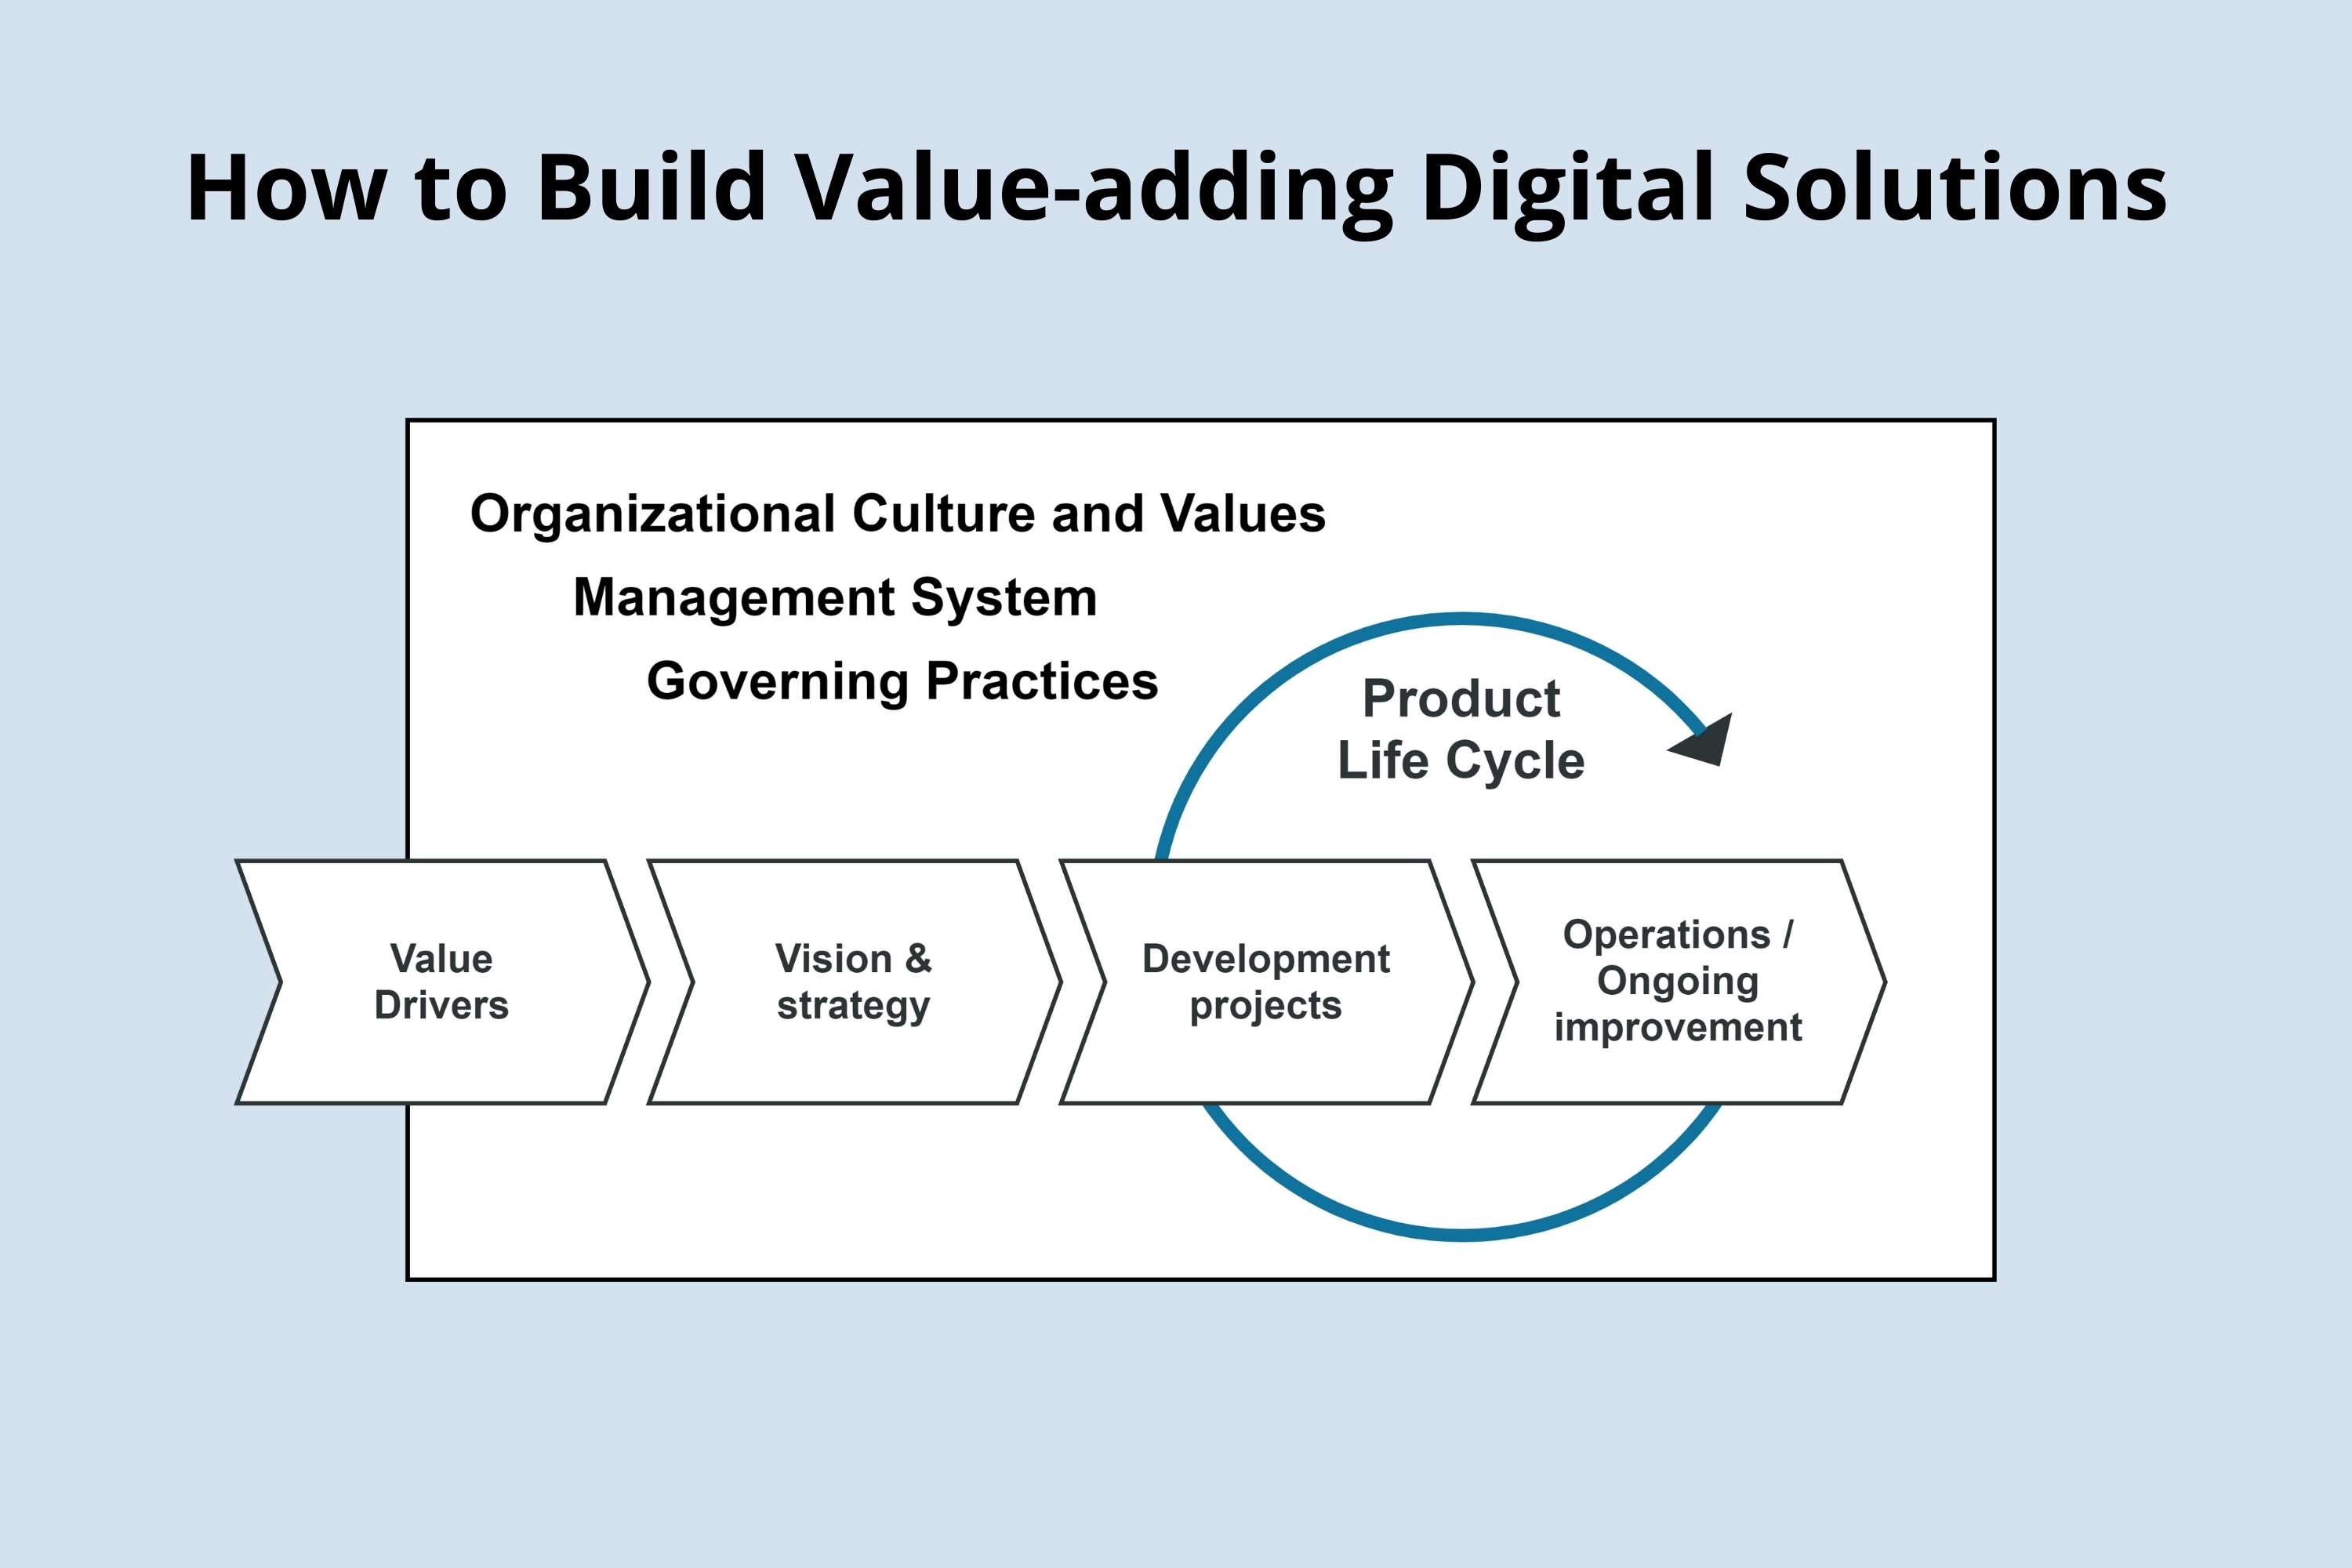 How to Build Value-adding Digital Solutions
Organizational Culture and Values
Management System
Governing Practices
Product
Life Cycle
Value
Drivers
Vision &
strategy
Development
projects
Operations /
Ongoing
improvement